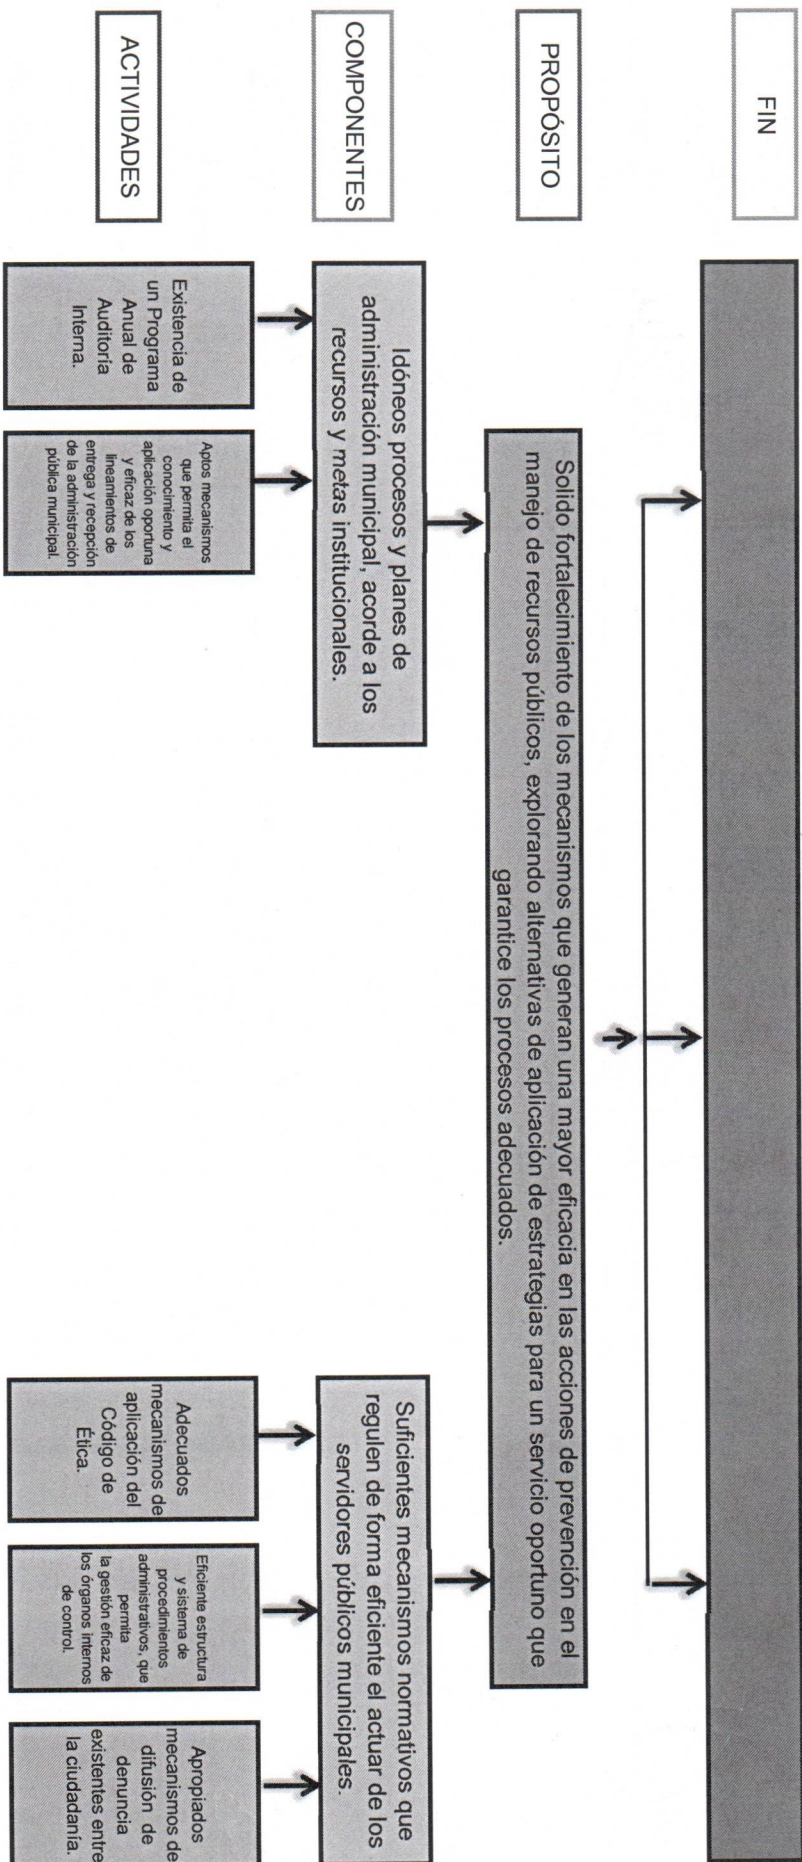 FIN
PROPÓSITO
Solido fortalecimiento de los mecanismos que generan una mayor eficacia en las acciones de prevención en el
manejo de recursos públicos, explorando alternativas de aplicación de estrategias para un servicio oportuno que
garantice los procesos adecuados.
COMPONENTES
Idóneos procesos y planes de
administración municipal, acorde a los
recursos y metas institucionales.
Suficientes mecanismos normativos que
regulen de forma eficiente el actuar de los
servidores públicos municipales.
ACTIVIDADES
Existencia de
un Programa
Anual de
Auditoría
Interna.
Aptos mecanismos
que permita el
conocimiento y
aplicación oportuna
y eficaz de los
lineamientos de
entrega y recepción
de la administración
pública municipal.
Adecuados
mecanismos de
aplicación del
Código de
Ética.
Eficiente estructura
y sistema de
procedimientos
administrativos, que
permita
la gestión eficaz de
los órganos internos
de control.
Apropiados
mecanismos de
difusión de
denuncia
existentes entre
la ciudadanía.